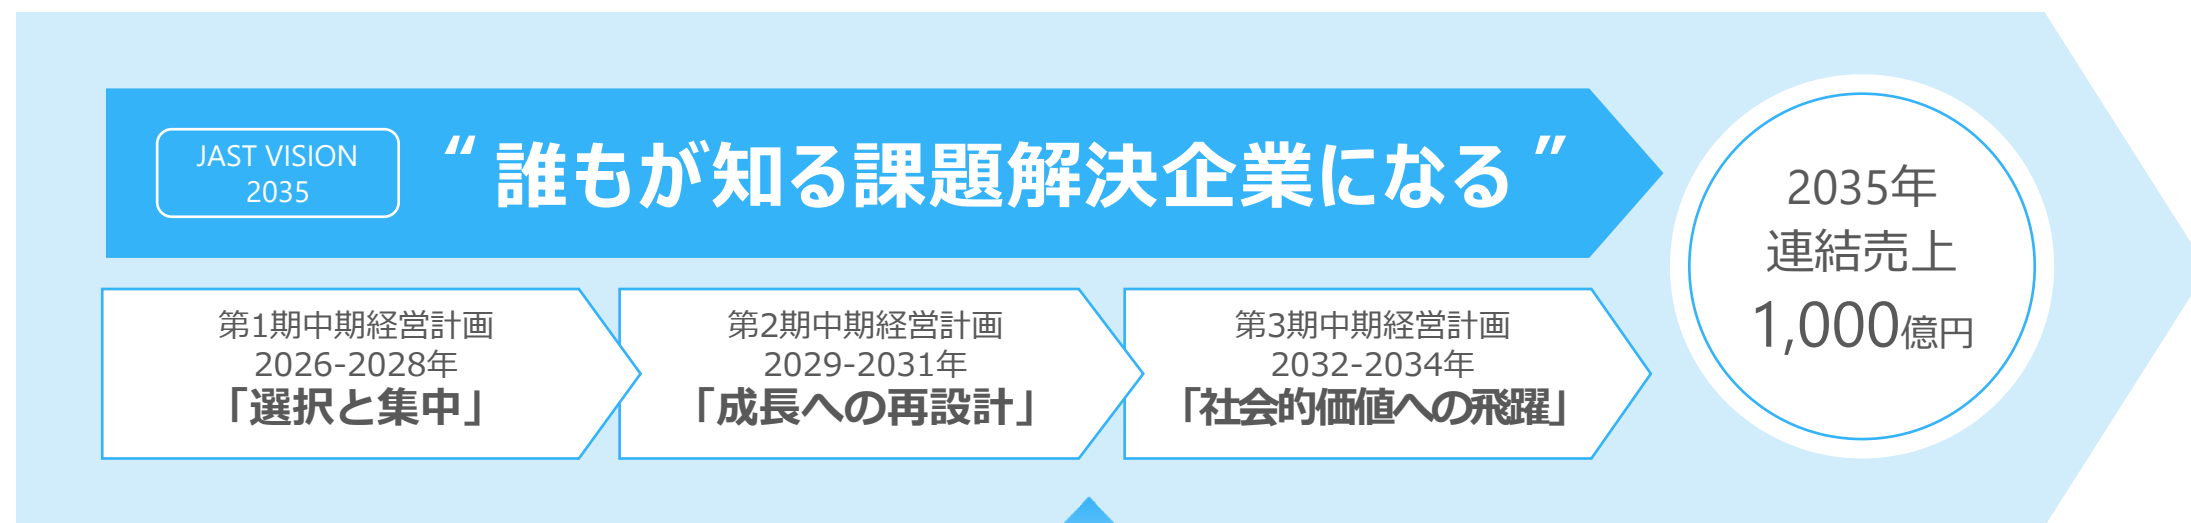 JAST VISION
2035
“誰もが知る課題解決企業になる”
第1期中期経営計画
2026-2028年
「選択と集中」
第2期中期経営計画
2029-2031年
「成長への再設計」
第3期中期経営計画
2032-2034年
「社会的価値への飛躍」
2035年
連結売上
1,000億円